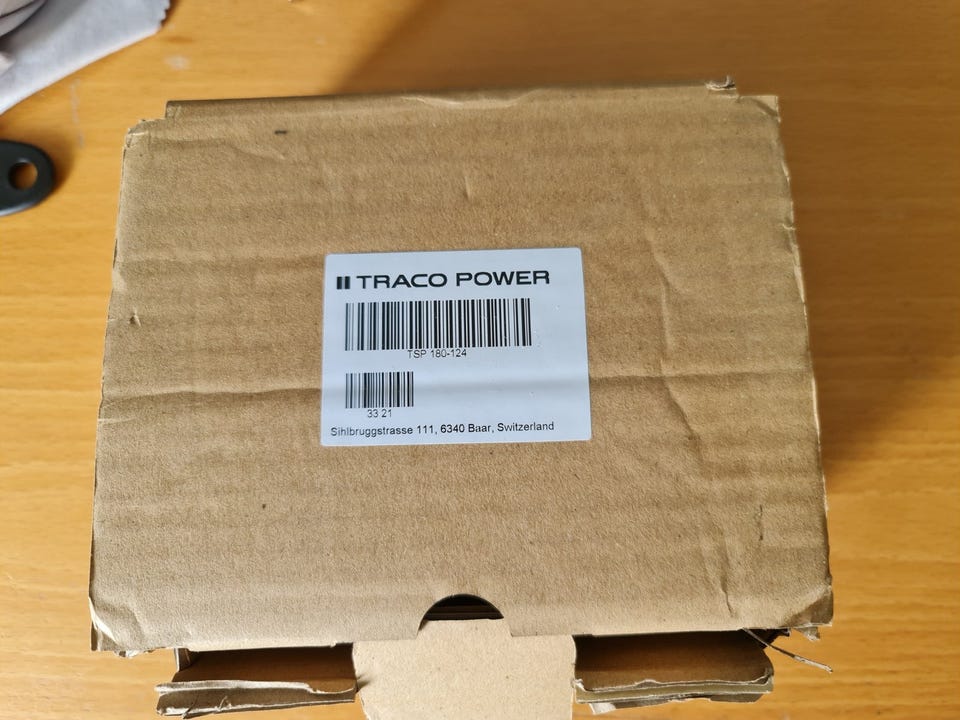 TRACO POWER
TSP 180-124
33 21
Sihlbruggstrasse 111, 6340 Baar, Switzerland